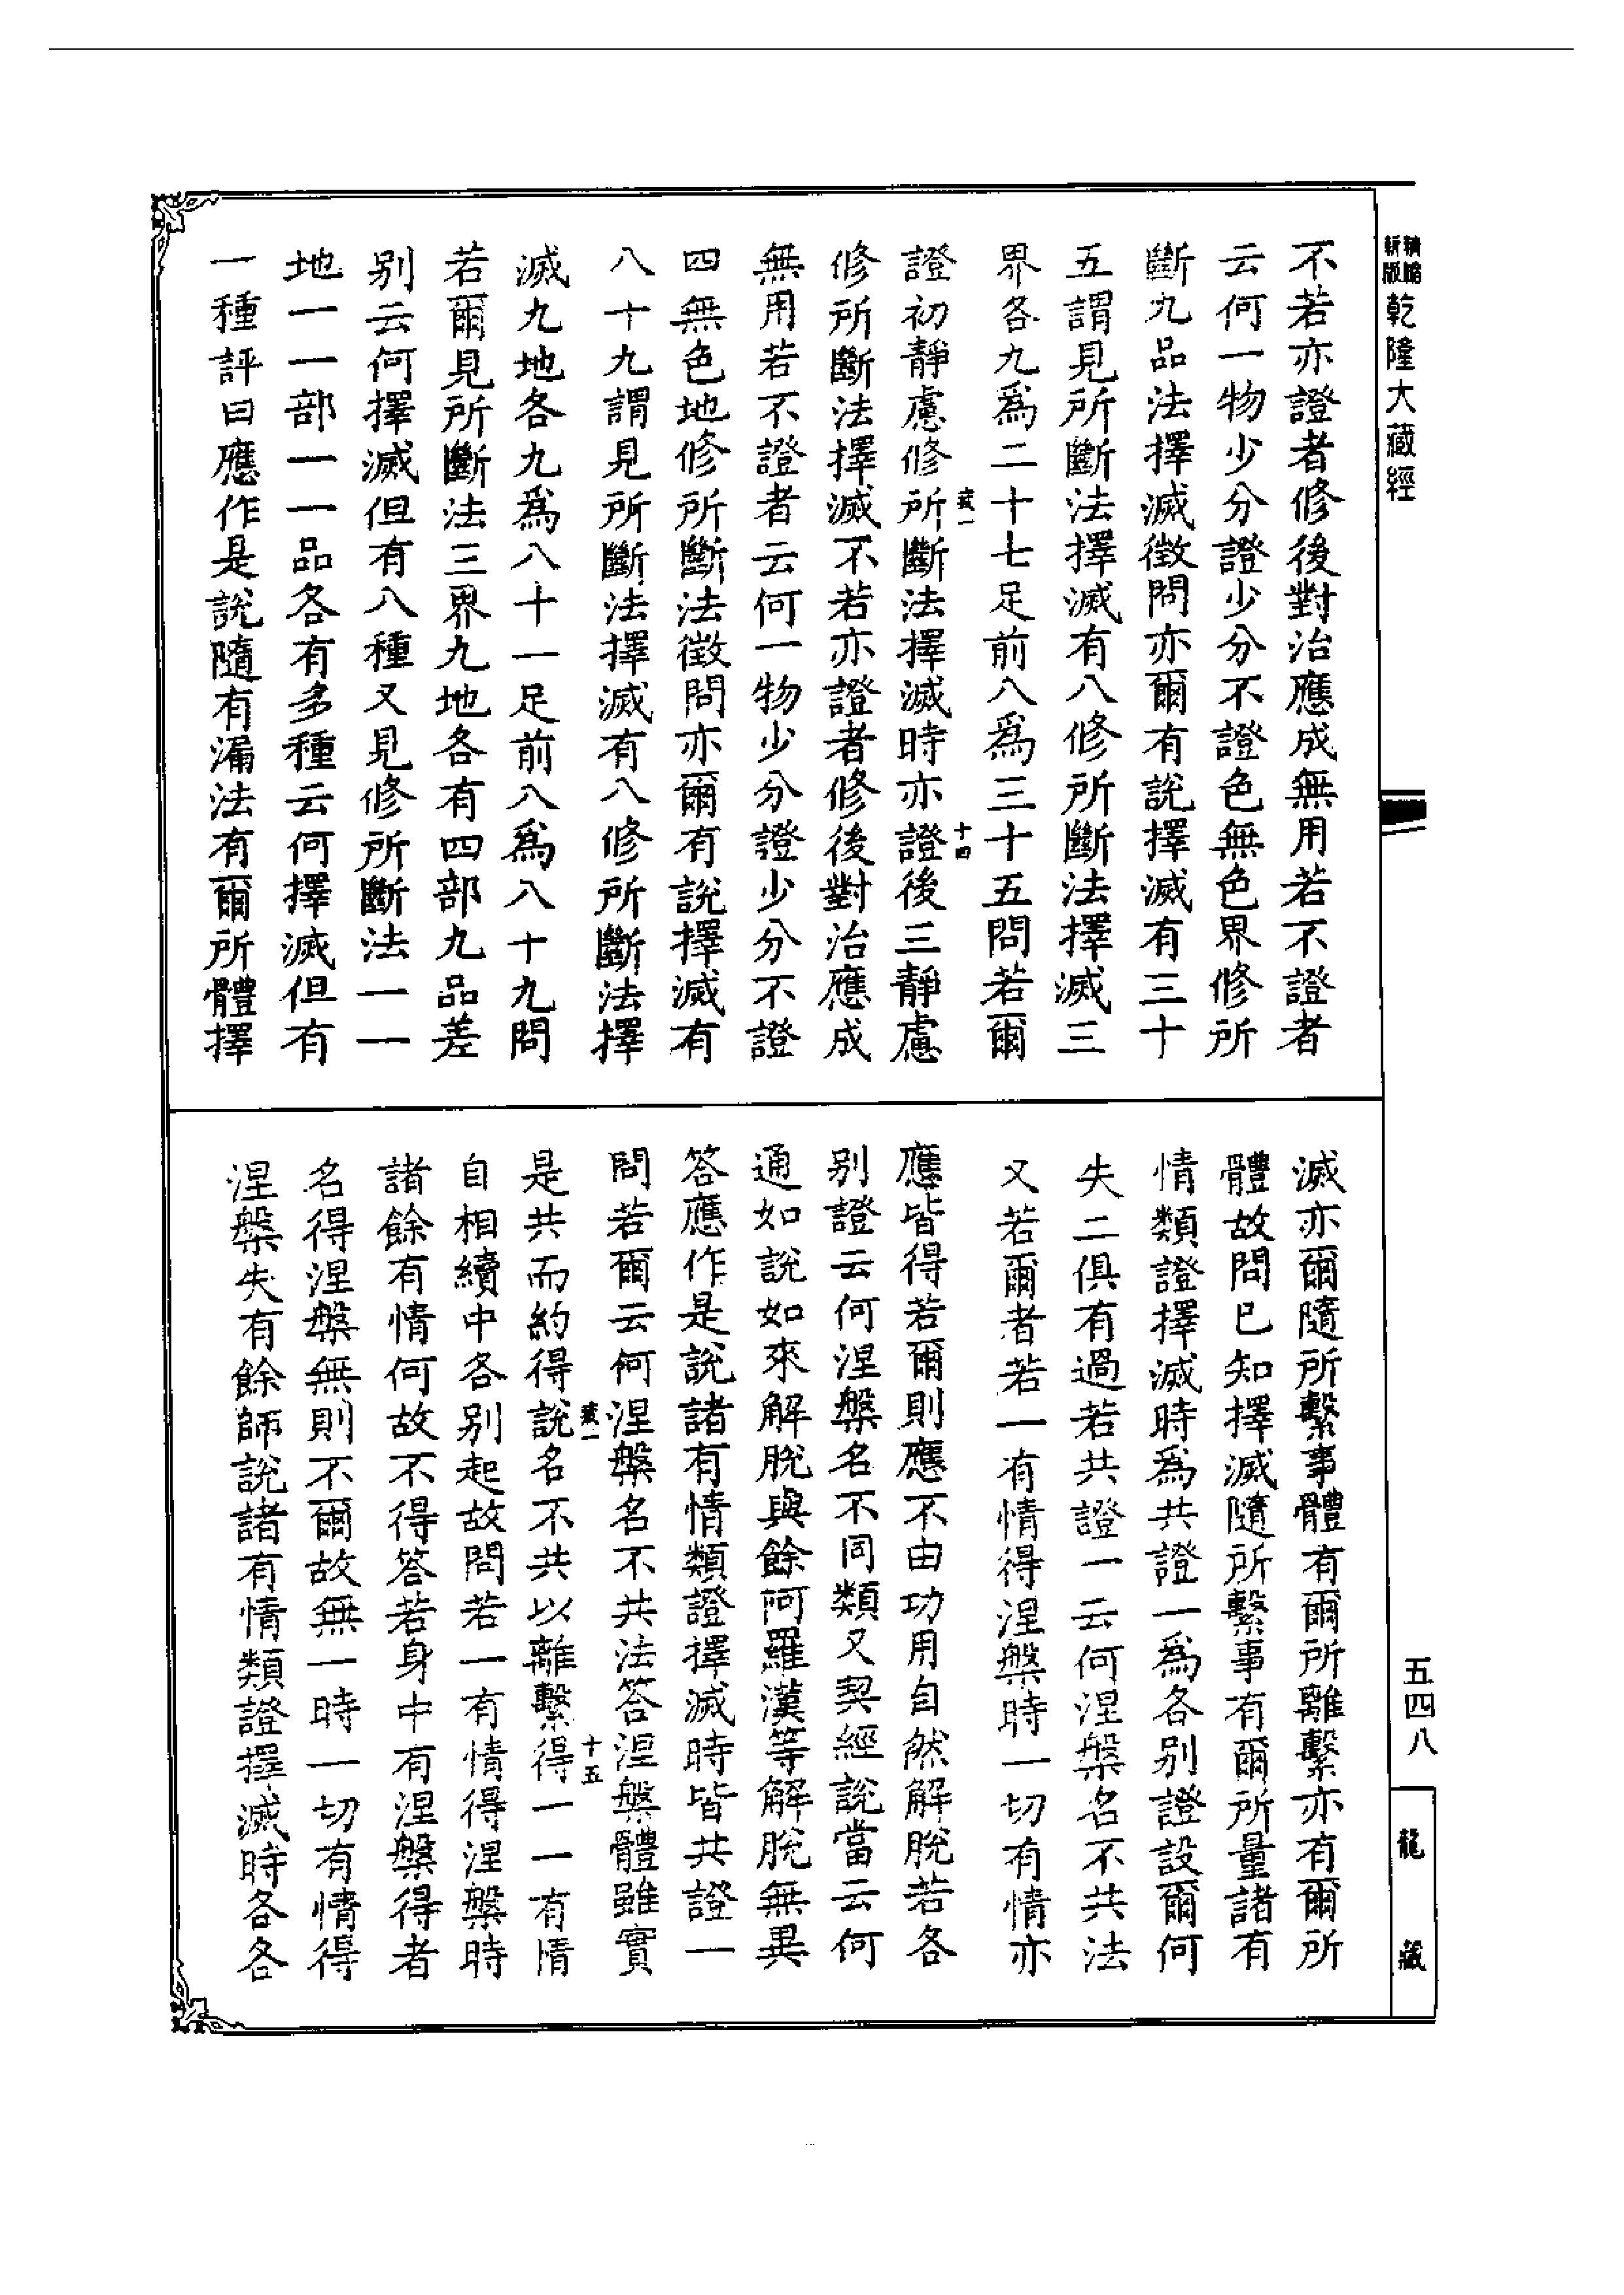 精縮
新版
乾隆大藏經
不若亦證者修後對治應成無用若不證者
云何一物少分證少分不證色無色界修所
斷九品法擇滅徵問亦爾有說擇滅有三十
五謂見所斷法擇滅有八修所斷法擇滅三
界各九爲二十七足前八爲三十五問若爾
十四
證初靜慮修所斷法擇滅時亦證後三靜慮
修所斷法擇滅不若亦證者修後對治應成
無用若不證者云何一物少分證少分不證
四無色地修所斷法徵問亦爾有說擇滅有
八十九謂見所斷法擇滅有八修所斷法擇
滅九地各九爲八十一足前八爲八十九問
若爾見所斷法三界九地各有四部九品差
別云何擇滅但有八種又見修所斷法一一
地一一部一一品各有多種云何擇滅但有
一種評曰應作是說隨有漏法有爾所體擇
滅亦爾隨所繫事體有爾所離繫亦有爾所
體故問已知擇滅隨所繫事有爾所量諸有
情類證擇滅時爲共證一爲各別證設爾何
失二俱有過若共證一云何涅槃名不共法
又若爾者若一有情得涅槃時一切有情亦
應皆得若爾則應不由功用自然解脫若各
別證云何涅槃名不同類又契經說當云何
通如說如來解脫與餘阿羅漢等解脫無異
答應作是說諸有情類證擇滅時皆共證一
問若爾云何涅槃名不共法答涅槃體雖實
十五
是共而約得說名不共以離繫得一一有情
自相續中各別起故問若一有情得涅槃時
諸餘有情何故不得答若身中有涅槃得者
名得涅槃無則不爾故無一時一切有情得
涅槃失有餘師說諸有情類證擇滅時各各
五四八
龍藏